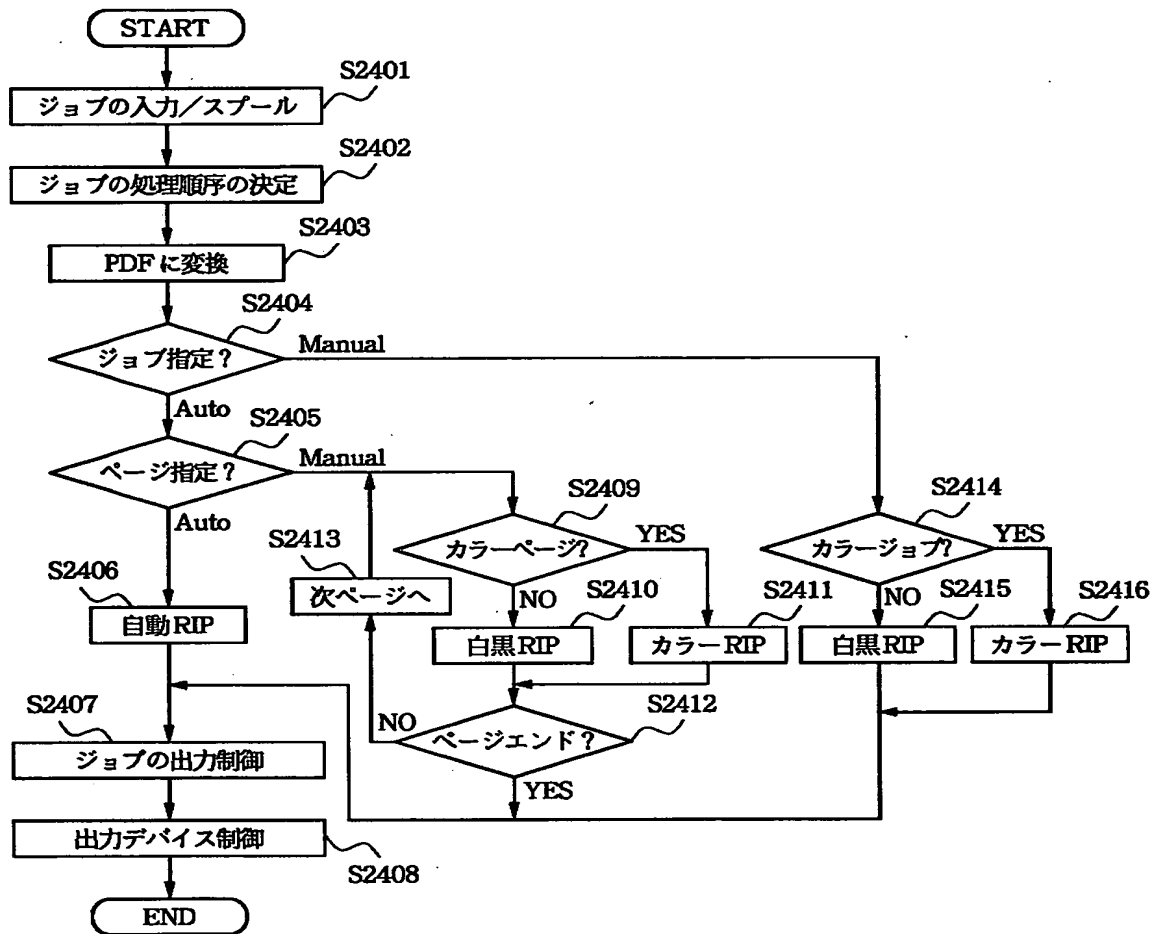 START
S2401
ジョブの入力／スプール
S2402
ジョブの処理順序の決定
S2403
PDFに変換
S2404
ジョブ指定？
Manual
Auto
S2405
ページ指定？
Manual
Auto
S2406
自動RIP
S2407
ジョブの出力制御
出力デバイス制御
S2408
END
S2413
次ページへ
S2409
カラーページ？
YES
NO
S2410
白黒RIP
S2411
カラーRIP
S2412
ページエンド？
NO
YES
S2414
カラージョブ？
YES
NO
S2415
白黒RIP
S2416
カラーRIP